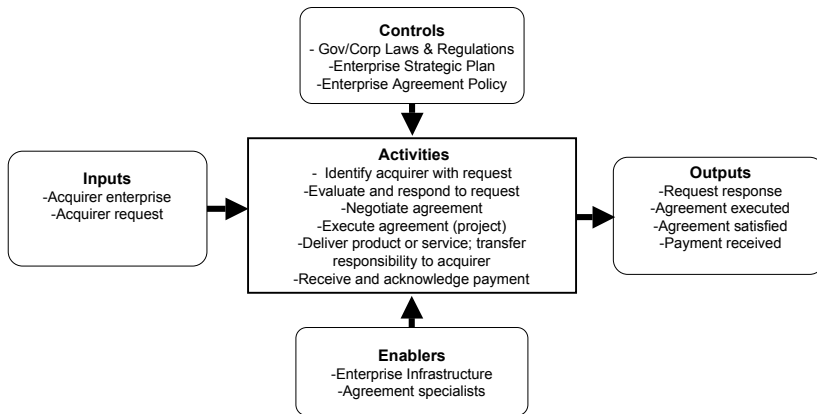 Controls
- Gov/Corp Laws & Regulations
-Enterprise Strategic Plan
-Enterprise Agreement Policy
Inputs
-Acquirer enterprise
-Acquirer request
Activities
- Identify acquirer with request
-Evaluate and respond to request
-Negotiate agreement
-Execute agreement (project)
-Deliver product or service; transfer
responsibility to acquirer
-Receive and acknowledge payment
Outputs
-Request response
-Agreement executed
-Agreement satisfied
-Payment received
Enablers
-Enterprise Infrastructure
-Agreement specialists